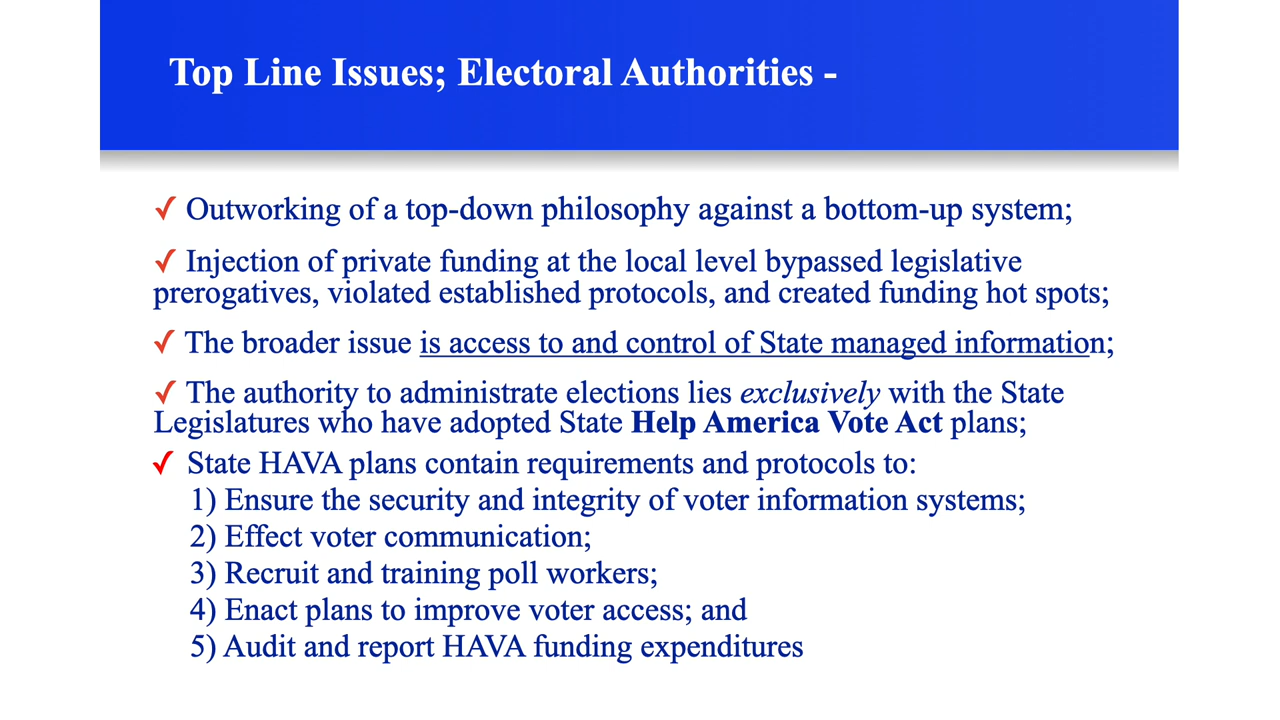 Top Line Issues; Electoral Authorities -
✓ Outworking of a top-down philosophy against a bottom-up system;
✓ Injection of private funding at the local level bypassed legislative
prerogatives, violated established protocols, and created funding hot spots;
✓ The broader issue is access to and control of State managed information;
✓ The authority to administrate elections lies exclusively with the State
Legislatures who have adopted State Help America Vote Act plans;
✓ State HAVA plans contain requirements and protocols to:
1) Ensure the security and integrity of voter information systems;
2) Effect voter communication;
3) Recruit and training poll workers;
4) Enact plans to improve voter access; and
5) Audit and report HAVA funding expenditures